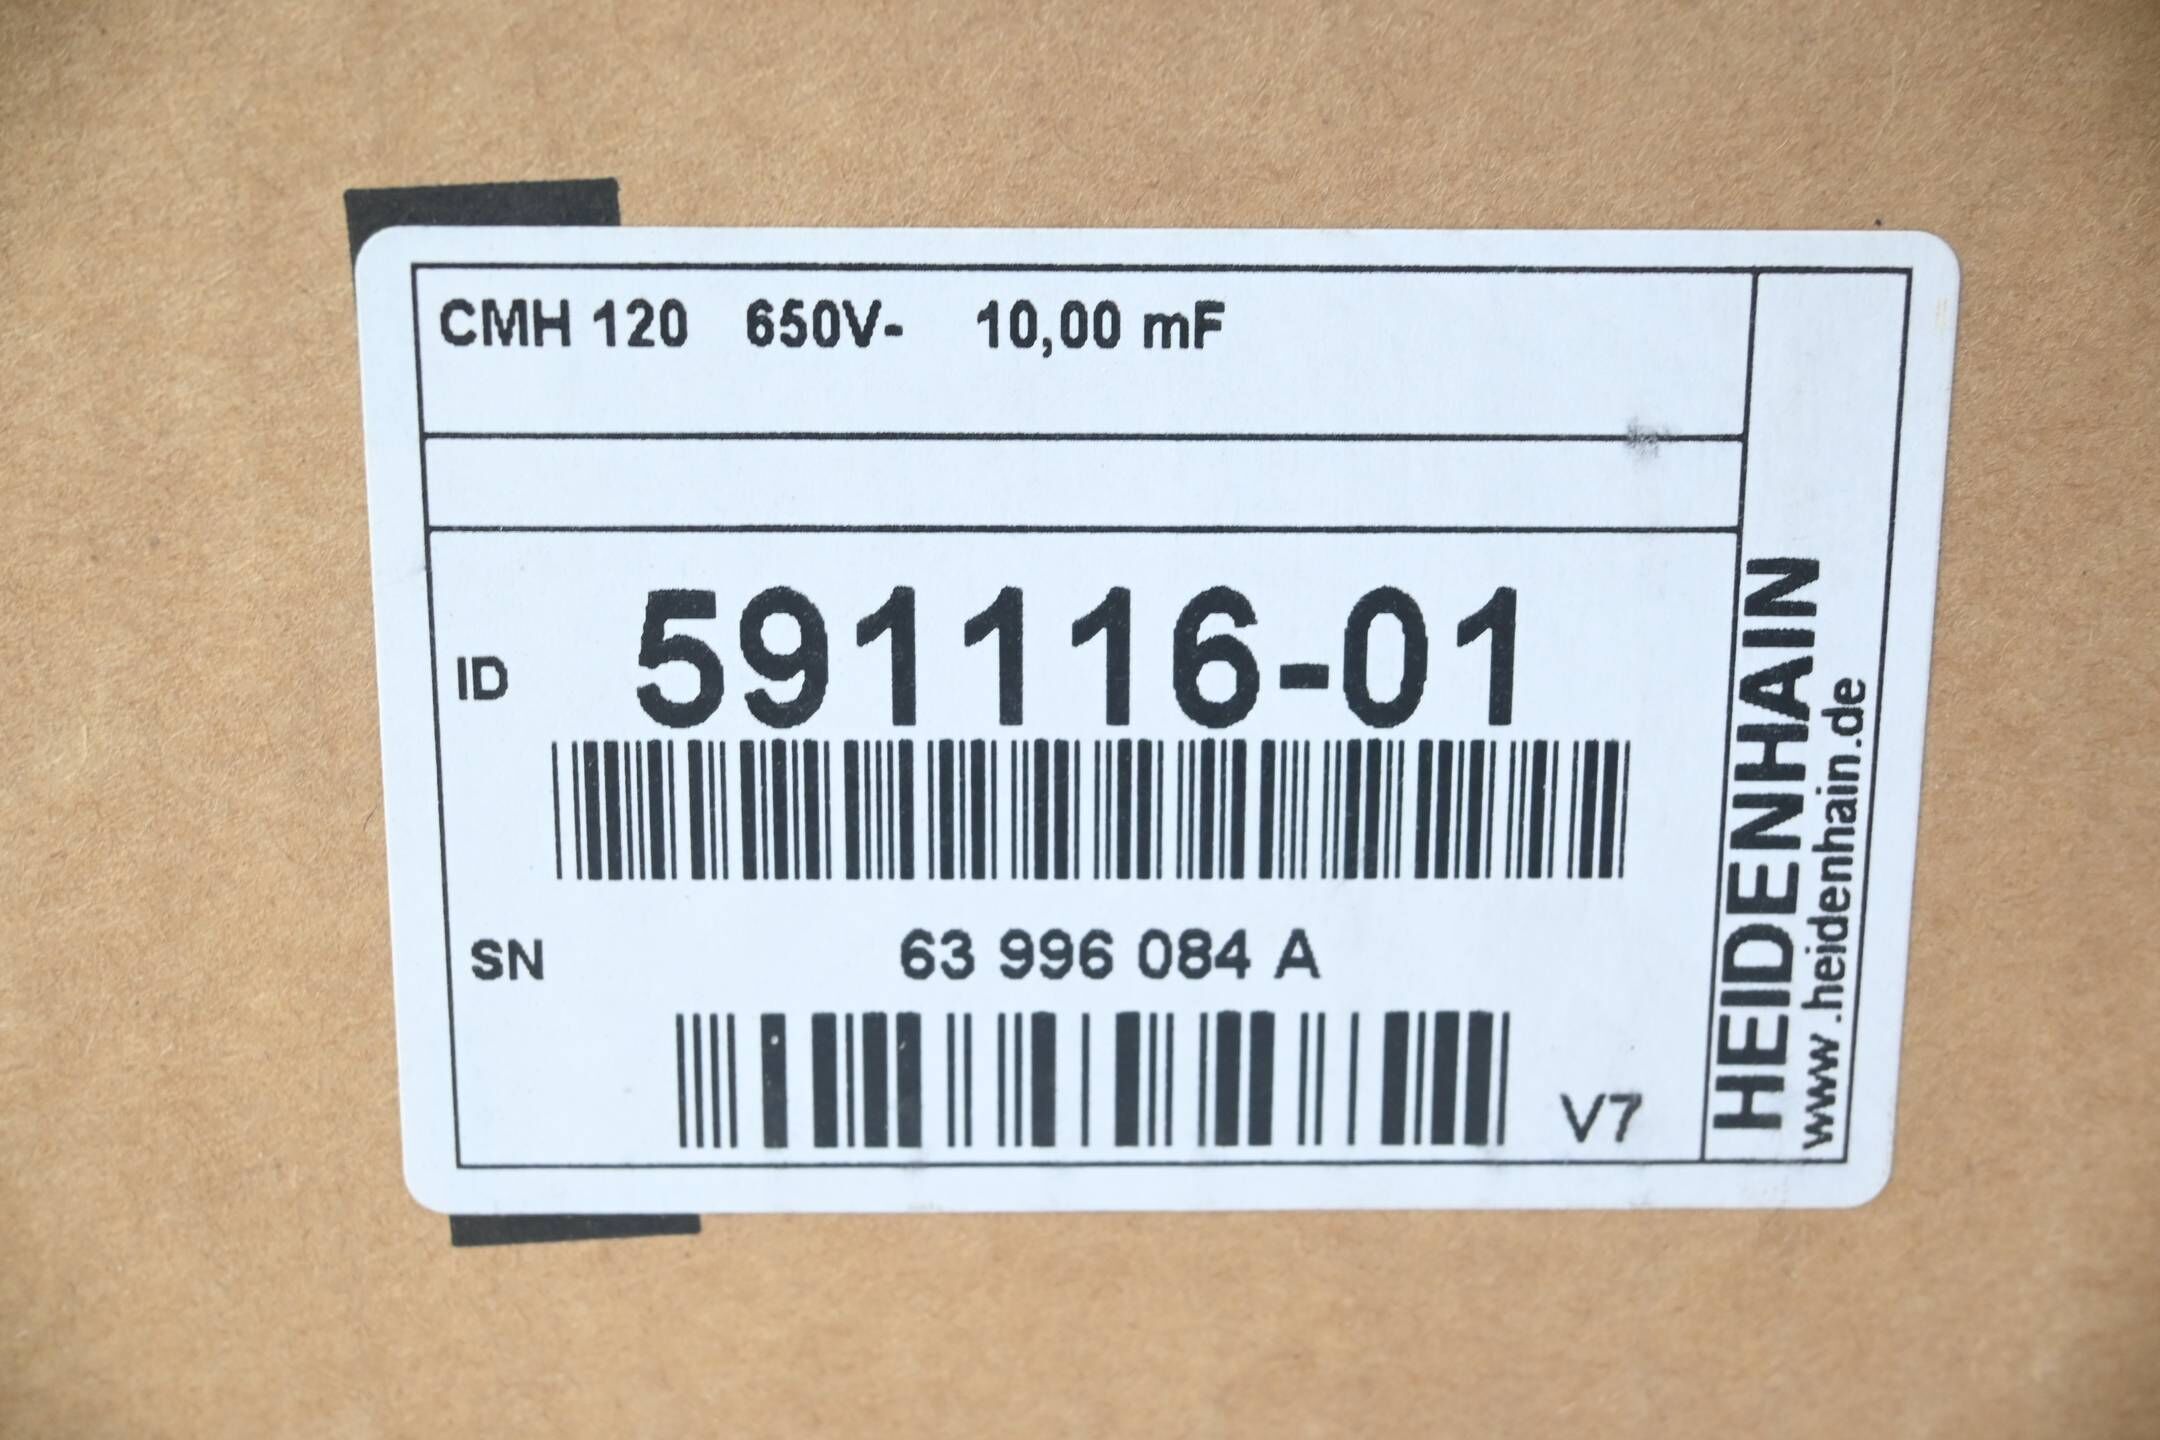 CMH 120 650V- 10,00 mF
ID 591116-01
SN 63 996 084 A
V7
HEIDENHAIN
www.heidenhain.de